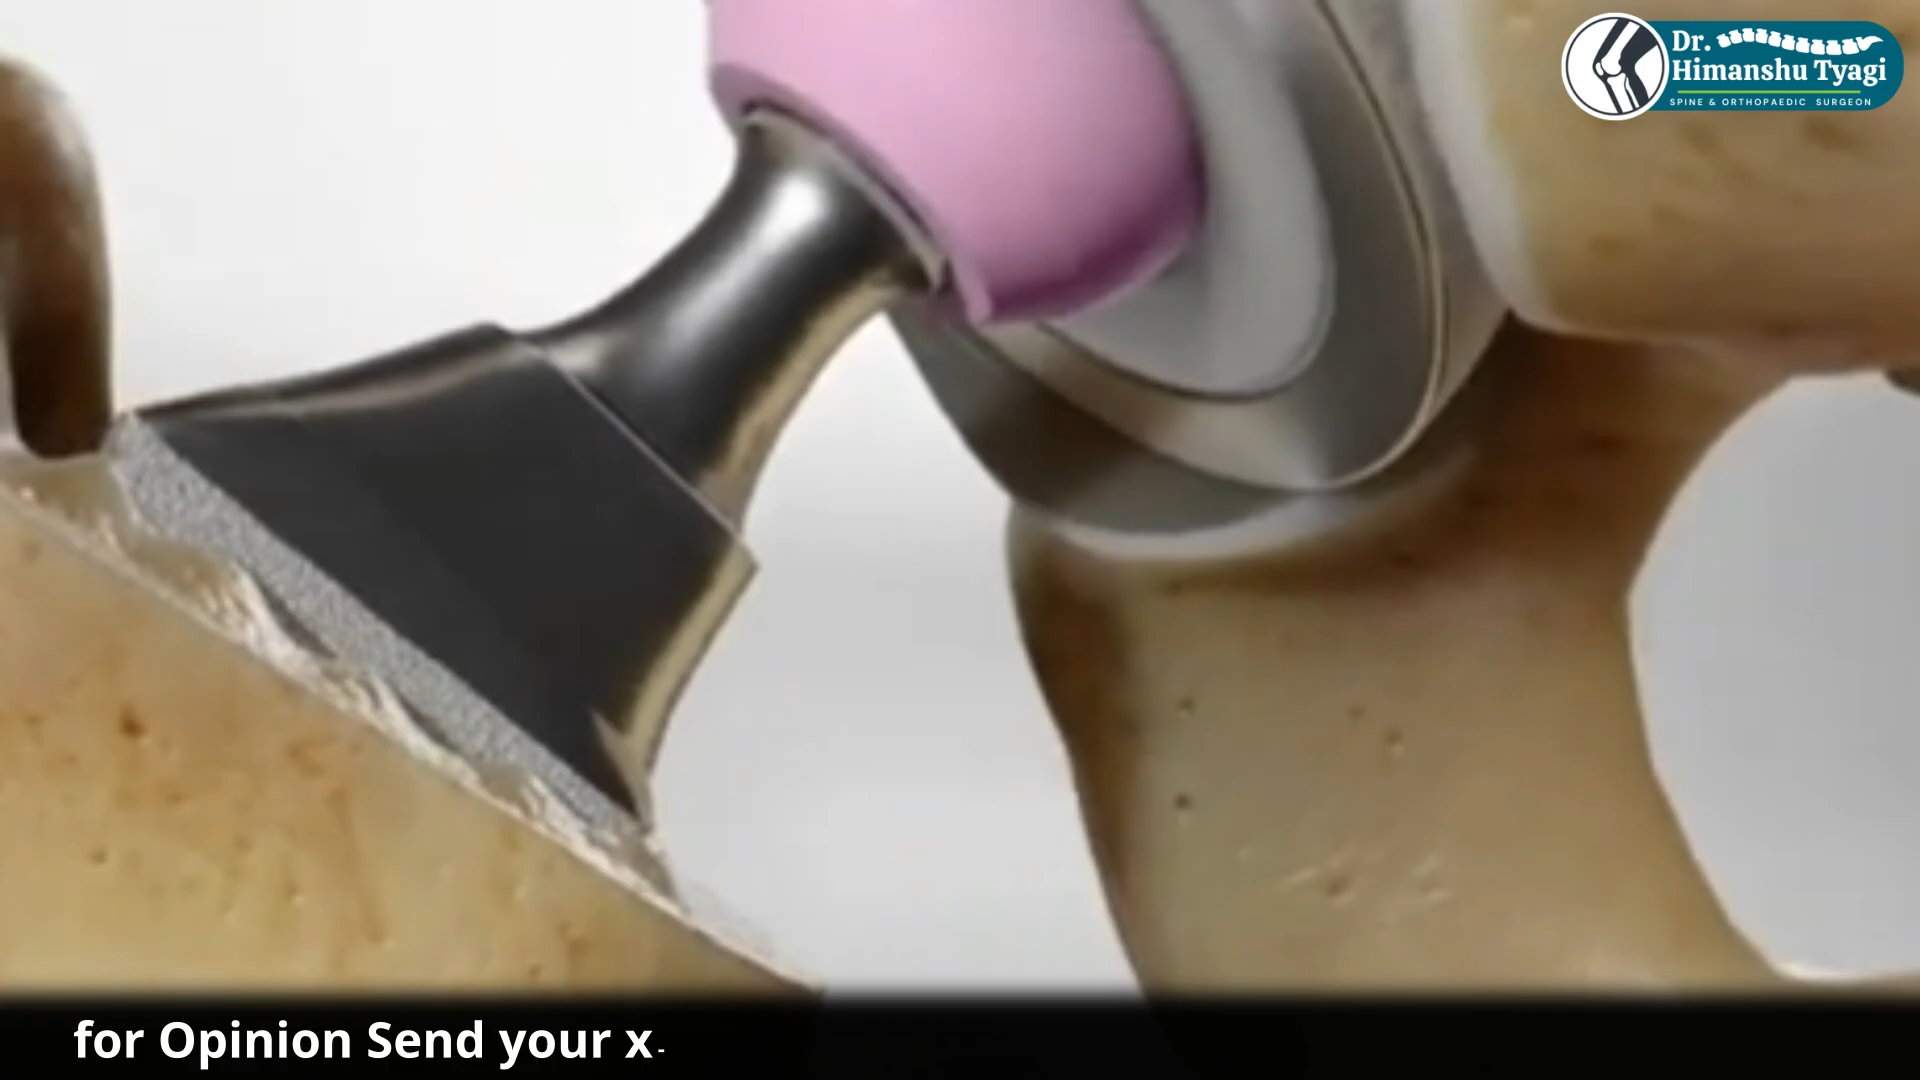 Dr.
Himanshu Tyagi
SPINE & ORTHOPAEDIC SURGEON
for Opinion Send your x-